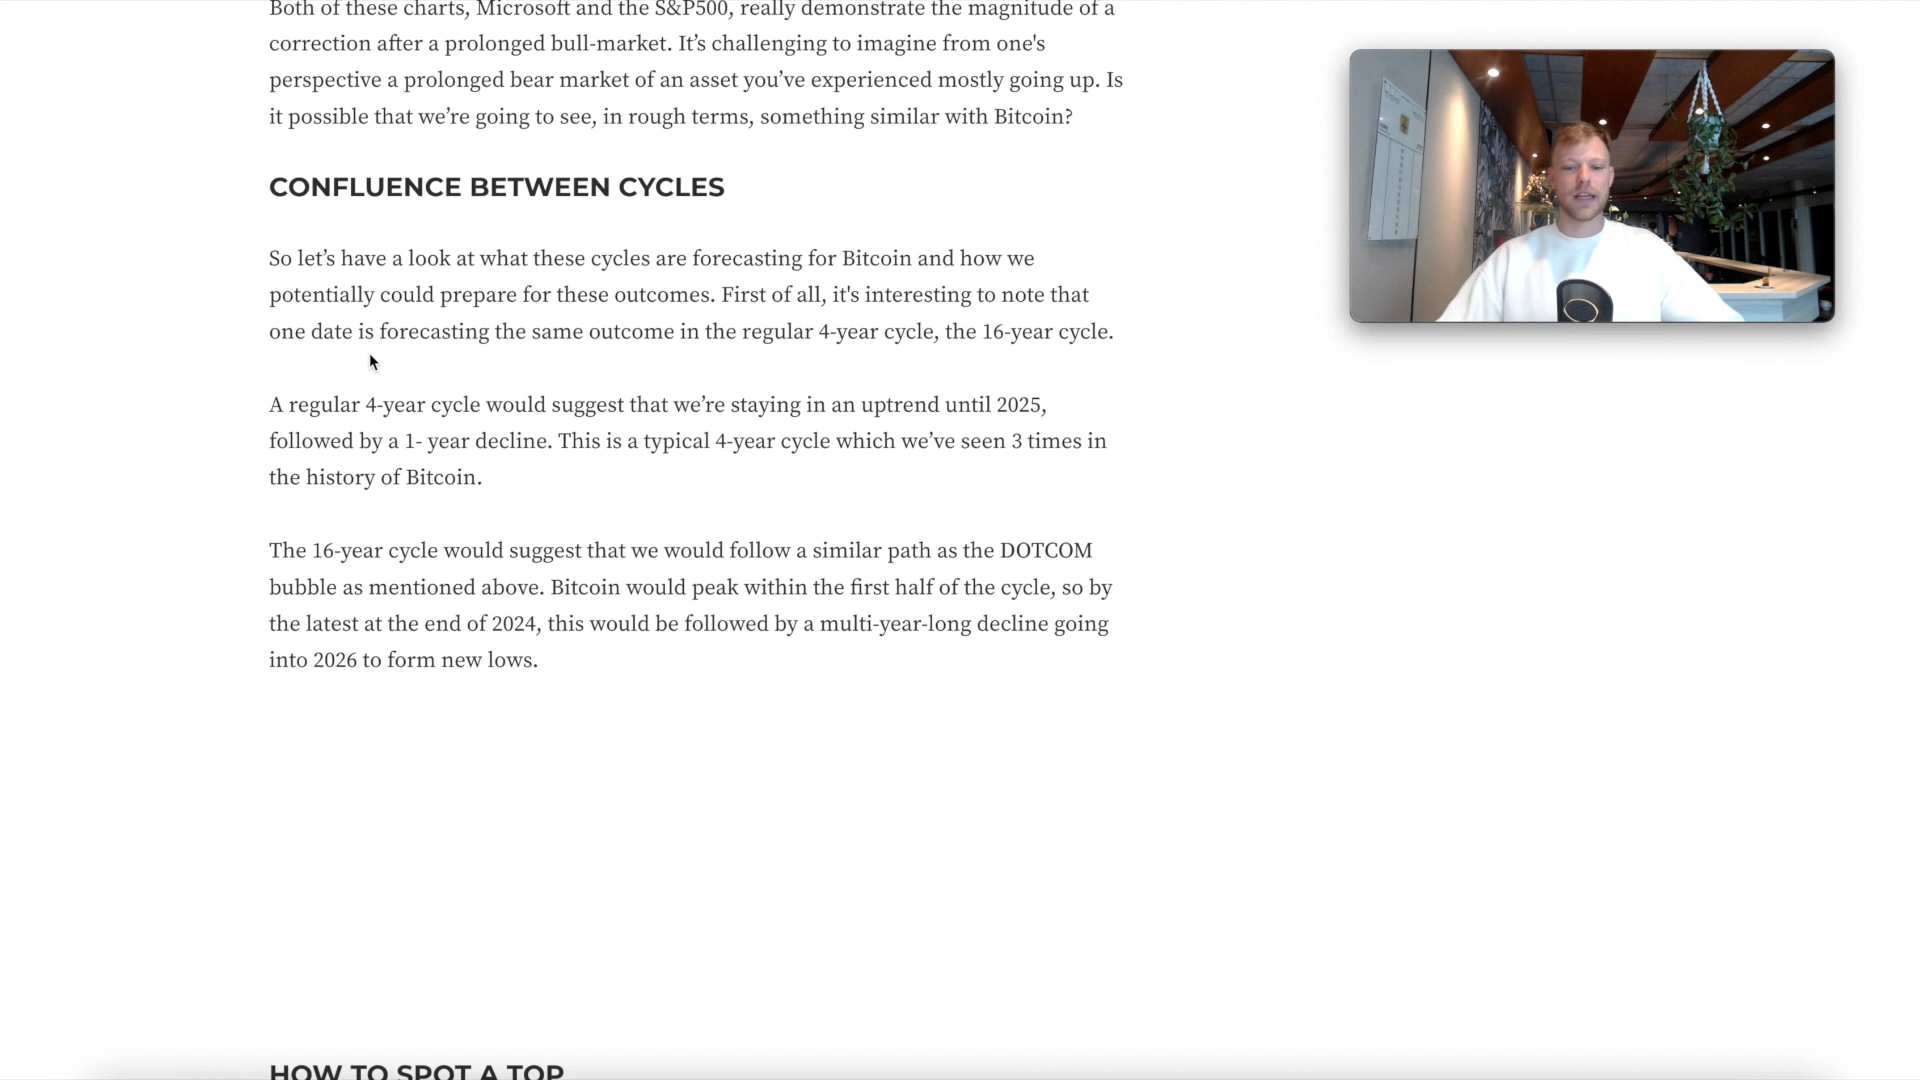 Both of these charts, Microsoft and the S&P500, really demonstrate the magnitude of a
correction after a prolonged bull-market. It’s challenging to imagine from one's
perspective a prolonged bear market of an asset you’ve experienced mostly going up. Is
it possible that we’re going to see, in rough terms, something similar with Bitcoin?
CONFLUENCE BETWEEN CYCLES
So let’s have a look at what these cycles are forecasting for Bitcoin and how we
potentially could prepare for these outcomes. First of all, it's interesting to note that
one date is forecasting the same outcome in the regular 4-year cycle, the 16-year cycle.
A regular 4-year cycle would suggest that we’re staying in an uptrend until 2025,
followed by a 1- year decline. This is a typical 4-year cycle which we’ve seen 3 times in
the history of Bitcoin.
The 16-year cycle would suggest that we would follow a similar path as the DOTCOM
bubble as mentioned above. Bitcoin would peak within the first half of the cycle, so by
the latest at the end of 2024, this would be followed by a multi-year-long decline going
into 2026 to form new lows.
HOW TO SPOT A TOP